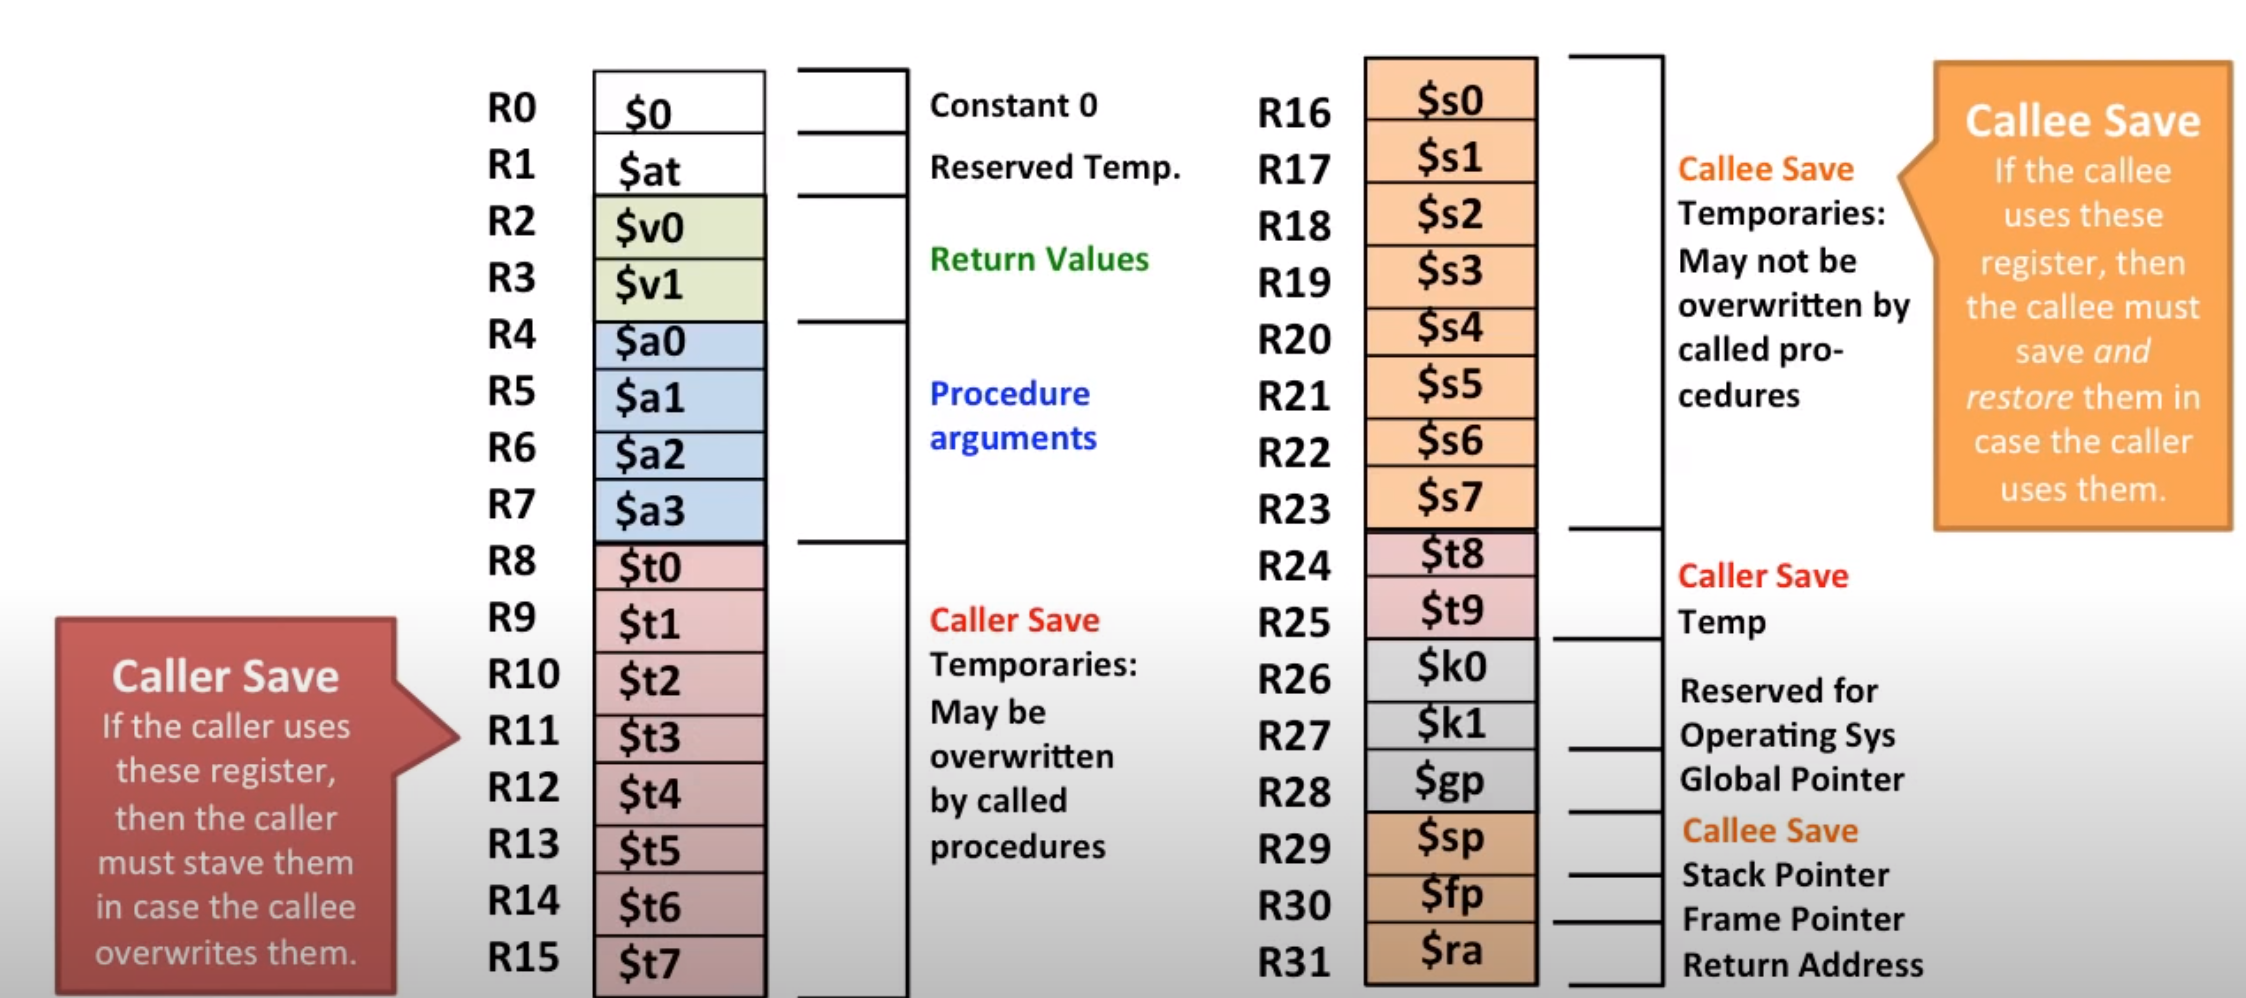 R0 $0 Constant 0
R1 $at Reserved Temp.
R2 $v0
Return Values
R3 $v1
R4 $a0
R5 $a1 Procedure
arguments
R6 $a2
R7 $a3
R8 $t0
R9 $t1 Caller Save
Temporaries:
R10 $t2
May be
R11 $t3
overwritten
R12 $t4 by called
R13 $t5 procedures
R14 $t6
R15 $t7
Caller Save
If the caller uses
these register,
then the caller
must stave them
in case the callee
overwrites them.
R16 $s0
R17 $s1 Callee Save
R18 $s2 Temporaries:
R19 $s3 May not be
overwritten by
R20 $s4
called pro-
R21 $s5 cedures
R22 $s6
R23 $s7
R24 $t8 Caller Save
R25 $t9 Temp
R26 $k0 Reserved for
R27 $k1 Operating Sys
R28 $gp Global Pointer
Callee Save
R29 $sp Stack Pointer
R30 $fp Frame Pointer
R31 $ra Return Address
Callee Save
If the callee
uses these
register, then
the callee must
save and
restore them in
case the caller
uses them.